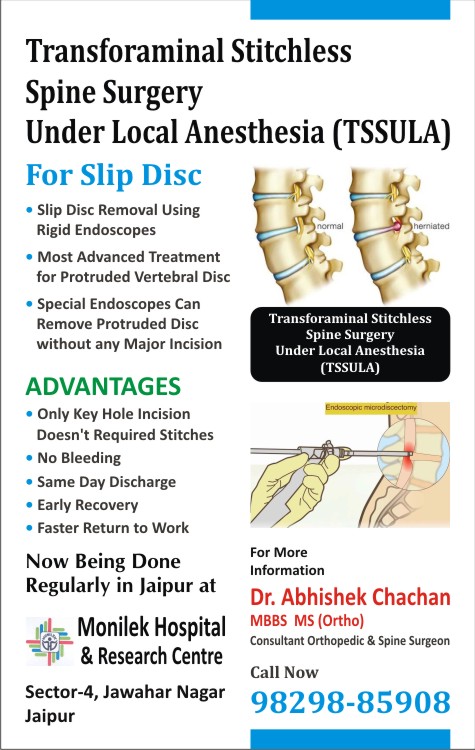 Transforaminal Stitchless
Spine Surgery
Under Local Anesthesia (TSSULA)
For Slip Disc
• Slip Disc Removal Using
Rigid Endoscopes
• Most Advanced Treatment
for Protruded Vertebral Disc
• Special Endoscopes Can
Remove Protruded Disc
without any Major Incision
normal
herniated
Transforaminal Stitchless
Spine Surgery
Under Local Anesthesia
(TSSULA)
ADVANTAGES
• Only Key Hole Incision
Doesn't Required Stitches
• No Bleeding
• Same Day Discharge
• Early Recovery
• Faster Return to Work
Endoscopic microdiscectomy
Now Being Done
Regularly in Jaipur at
Monilek Hospital
& Research Centre
Sector-4, Jawahar Nagar
Jaipur
For More
Information
Dr. Abhishek Chachan
MBBS MS (Ortho)
Consultant Orthopedic & Spine Surgeon
Call Now
98298-85908